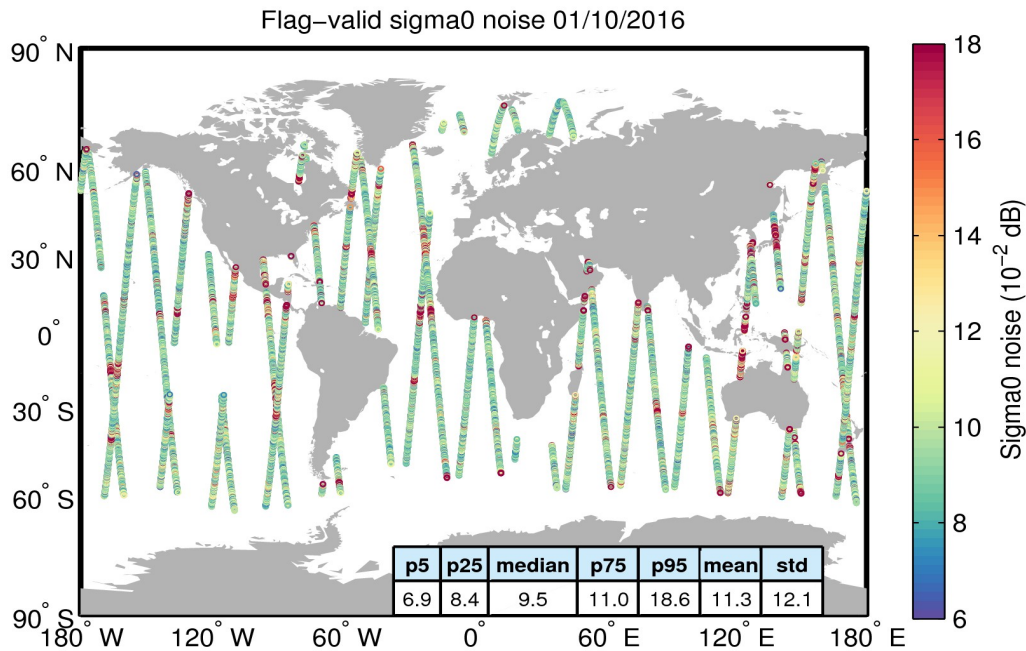 Flag−valid sigma0 noise 01/10/2016
90° N
60° N
30° N
0°
30° S
60° S
90° S
180° W 120° W 60° W 0° 60° E 120° E 180° E
p5 p25 median p75 p95 mean std
6.9 8.4 9.5 11.0 18.6 11.3 12.1
18
16
14
12
10
8
6
Sigma0 noise (10⁻² dB)